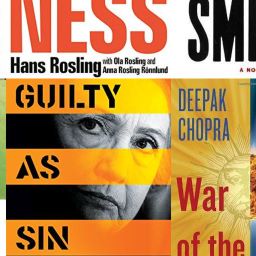 NESS
Hans Rosling with Ola Rosling and
Anna Rosling Rönnlund
SM
A NO
GUILTY
AS
SIN
DEEPAK
CHOPRA
War
of the